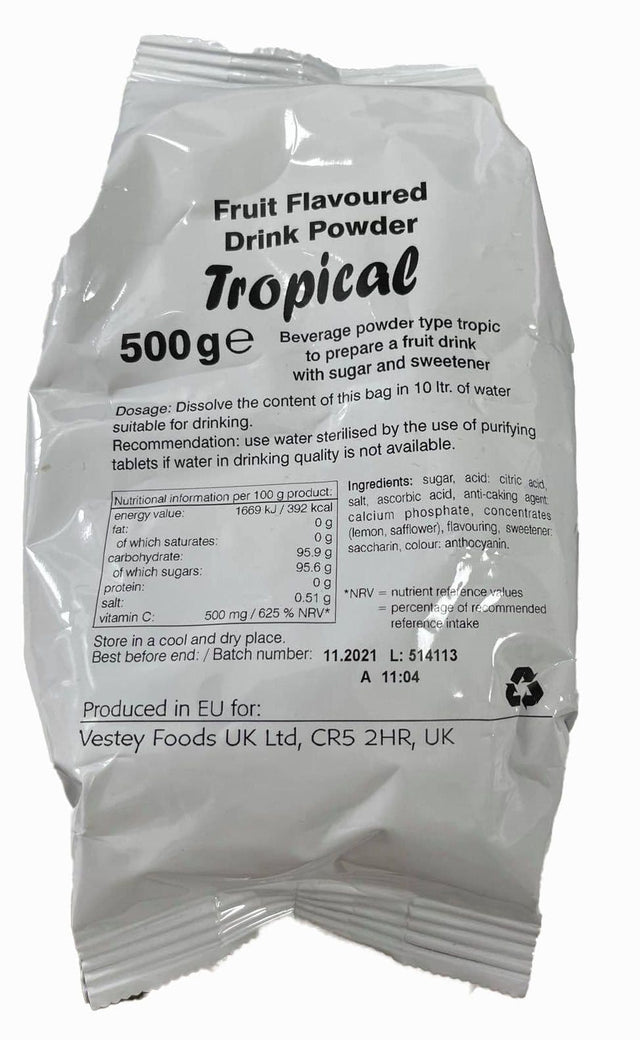 Fruit Flavoured
Drink Powder
Tropical
500 g e
Beverage powder type tropic
to prepare a fruit drink
with sugar and sweetener
Dosage: Dissolve the content of this bag in 10 ltr. of water
suitable for drinking.
Recommendation: use water sterilised by the use of purifying
tablets if water in drinking quality is not available.
Nutritional information per 100 g product:
energy value: 1669 kJ / 392 kcal
fat: 0 g
of which saturates: 0 g
carbohydrate: 95.9 g
of which sugars: 95.6 g
protein: 0 g
salt: 0.51 g
vitamin C: 500 mg / 625 % NRV*
Ingredients: sugar, acid: citric acid,
salt, ascorbic acid, anti-caking agent:
calcium phosphate, concentrates
(lemon, safflower), flavouring, sweetener:
saccharin, colour: anthocyanin.
*NRV = nutrient reference values
= percentage of recommended
reference intake
Store in a cool and dry place.
Best before end: / Batch number: 11.2021 L: 514113
A 11:04
Produced in EU for:
Vestey Foods UK Ltd, CR5 2HR, UK